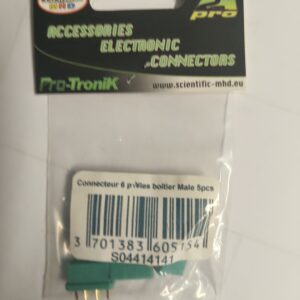 A
pro
ACCESSORIES
ELECTRONIC
CONNECTORS
Pro-TroniK
www.scientific-mhd.eu
Connecteur 6 pôles boitier Male 5pcs
3 701383 605154
S04414141